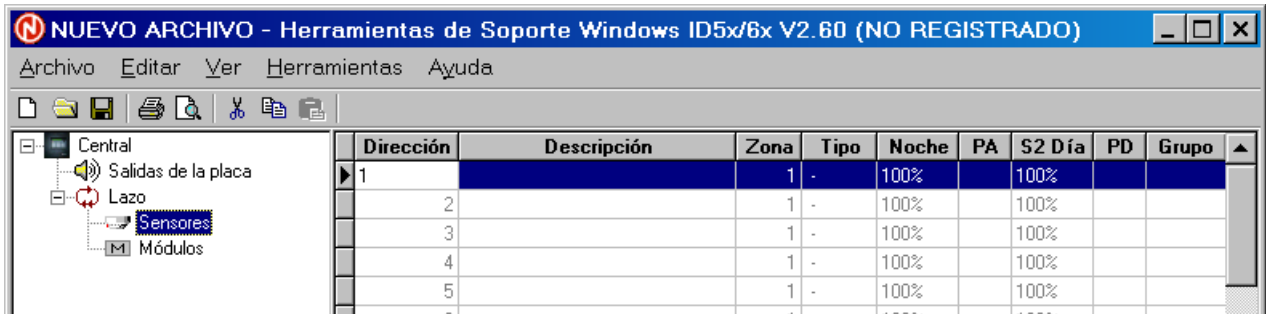 NUEVO ARCHIVO - Herramientas de Soporte Windows ID5x/6x V2.60 (NO REGISTRADO)
Archivo Editar Ver Herramientas Ayuda
Central
Salidas de la placa
Lazo
Sensores
M Módulos
Dirección Descripción Zona Tipo Noche PA S2 Día PD Grupo
1 1 - 100% 100%
2 1 - 100% 100%
3 1 - 100% 100%
4 1 - 100% 100%
5 1 - 100% 100%